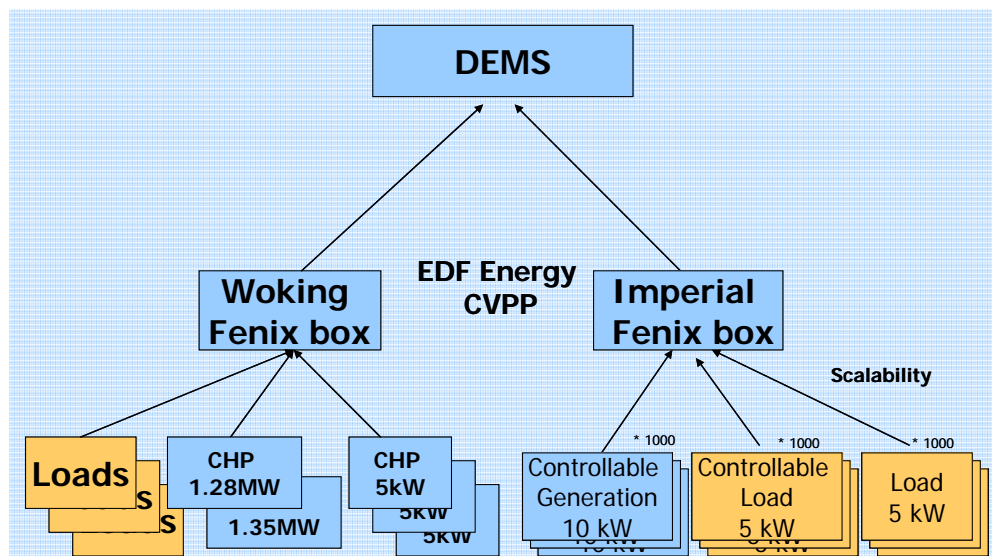 DEMS
EDF Energy
CVPP
Woking
Fenix box
Imperial
Fenix box
Scalability
* 1000
* 1000
* 1000
Loads
CHP
1.28MW
1.35MW
CHP
5kW
5kW
5kW
Controllable
Generation
10 kW
Controllable
Load
5 kW
Load
5 kW